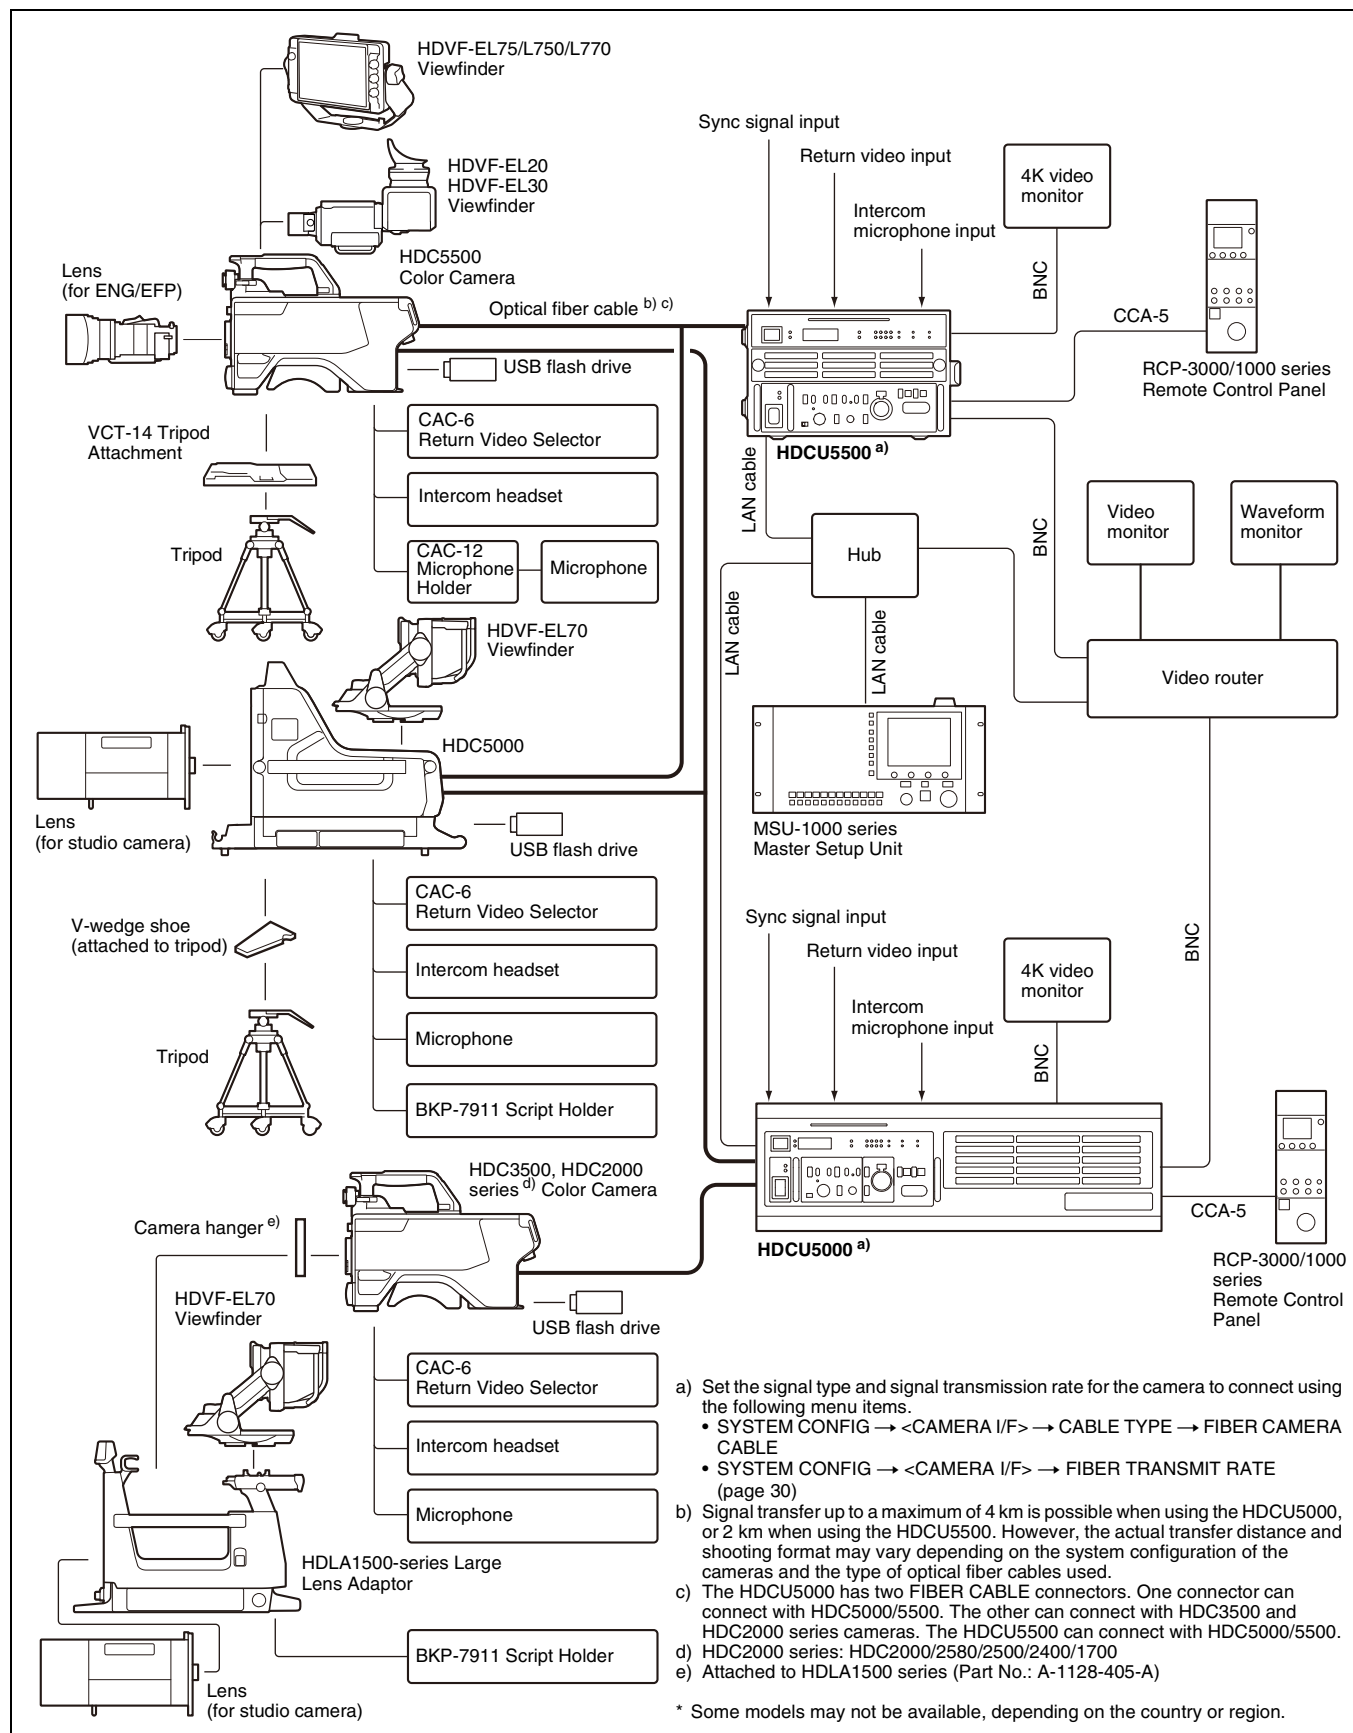 HDVF-EL75/L750/L770
Viewfinder
HDVF-EL20
HDVF-EL30
Viewfinder
HDC5500
Color Camera
Lens
(for ENG/EFP)
Optical fiber cable b) c)
USB flash drive
CAC-6
Return Video Selector
Intercom headset
CAC-12
Microphone
Holder
Microphone
VCT-14 Tripod
Attachment
Tripod
Sync signal input
Return video input
Intercom
microphone input
4K video
monitor
BNC
CCA-5
RCP-3000/1000 series
Remote Control Panel
HDCU5500 a)
LAN cable
Hub
LAN cable
LAN cable
BNC
Video
monitor
Waveform
monitor
Video router
MSU-1000 series
Master Setup Unit
BNC
HDVF-EL70
Viewfinder
HDC5000
Lens
(for studio camera)
USB flash drive
CAC-6
Return Video Selector
Intercom headset
Microphone
BKP-7911 Script Holder
V-wedge shoe
(attached to tripod)
Tripod
Sync signal input
Return video input
Intercom
microphone input
4K video
monitor
BNC
CCA-5
HDCU5000 a)
RCP-3000/1000
series
Remote Control
Panel
HDC3500, HDC2000
series d) Color Camera
Camera hanger e)
HDVF-EL70
Viewfinder
USB flash drive
CAC-6
Return Video Selector
Intercom headset
Microphone
HDLA1500-series Large
Lens Adaptor
BKP-7911 Script Holder
Lens
(for studio camera)
a) Set the signal type and signal transmission rate for the camera to connect using
the following menu items.
• SYSTEM CONFIG → <CAMERA I/F> → CABLE TYPE → FIBER CAMERA
CABLE
• SYSTEM CONFIG → <CAMERA I/F> → FIBER TRANSMIT RATE
(page 30)
b) Signal transfer up to a maximum of 4 km is possible when using the HDCU5000,
or 2 km when using the HDCU5500. However, the actual transfer distance and
shooting format may vary depending on the system configuration of the
cameras and the type of optical fiber cables used.
c) The HDCU5000 has two FIBER CABLE connectors. One connector can
connect with HDC5000/5500. The other can connect with HDC3500 and
HDC2000 series cameras. The HDCU5500 can connect with HDC5000/5500.
d) HDC2000 series: HDC2000/2580/2500/2400/1700
e) Attached to HDLA1500 series (Part No.: A-1128-405-A)
* Some models may not be available, depending on the country or region.